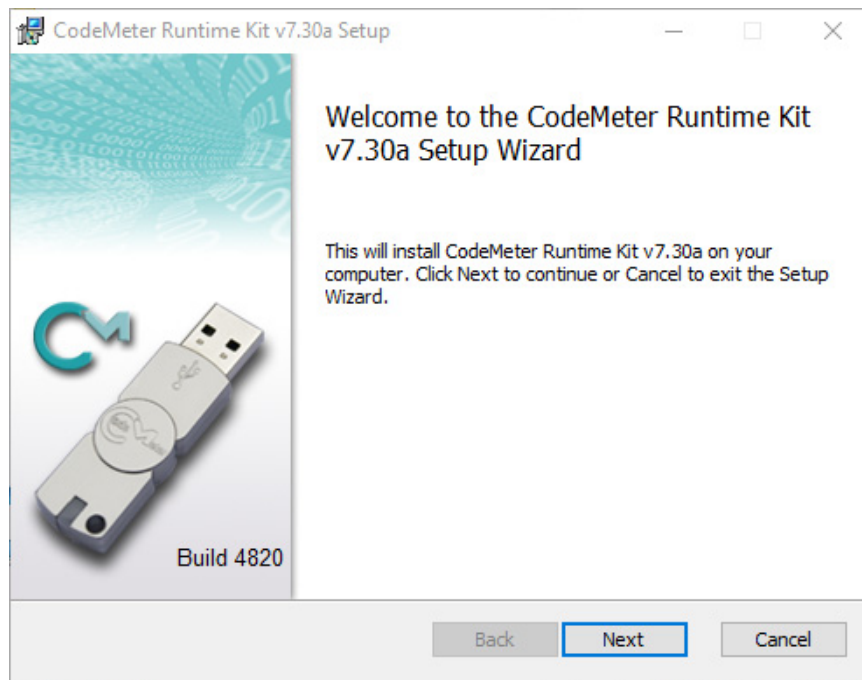 CodeMeter Runtime Kit v7.30a Setup
Welcome to the CodeMeter Runtime Kit
v7.30a Setup Wizard
This will install CodeMeter Runtime Kit v7.30a on your
computer. Click Next to continue or Cancel to exit the Setup
Wizard.
CM
Build 4820
Back
Next
Cancel